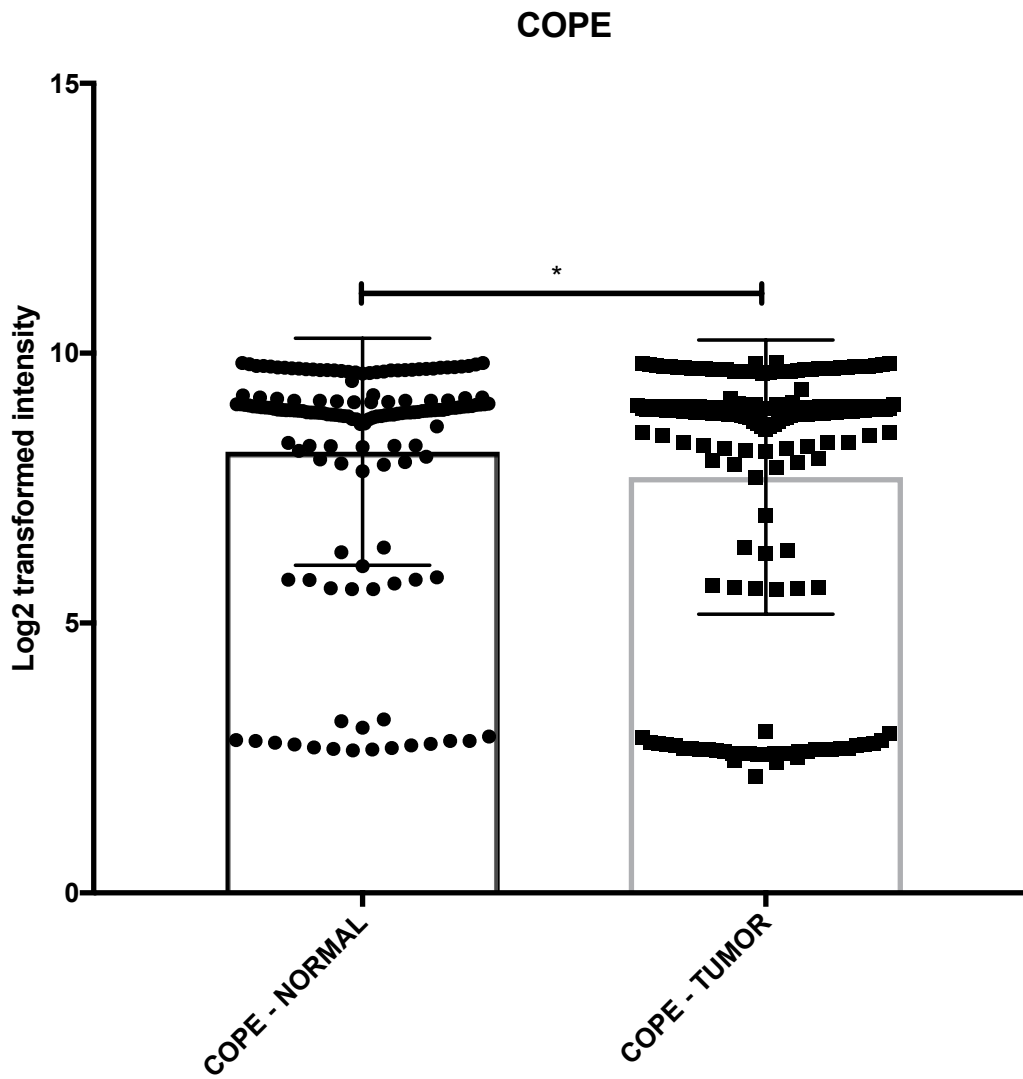 COPE
15
*
10
Log2 transformed intensity
5
0
COPE - NORMAL
COPE - TUMOR